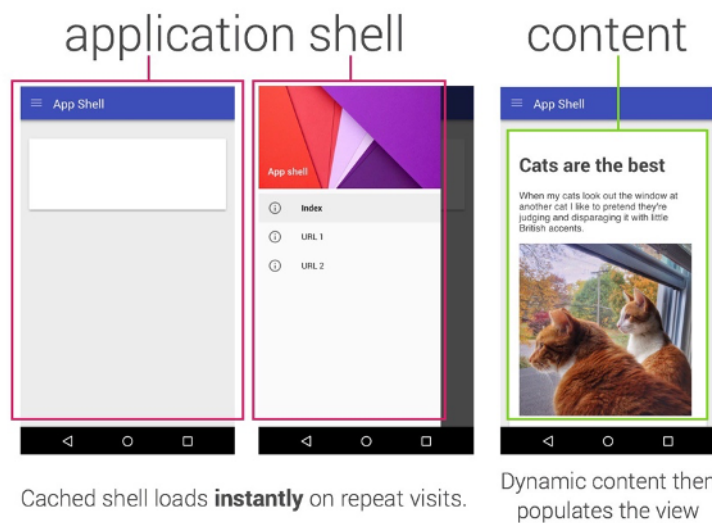 application shell
content
App Shell
App shell
Index
URL 1
URL 2
App Shell
Cats are the best
When my cats look out the window at
another cat I like to pretend they're
judging and disparaging it with little
British accents.
Cached shell loads instantly on repeat visits.
Dynamic content then
populates the view